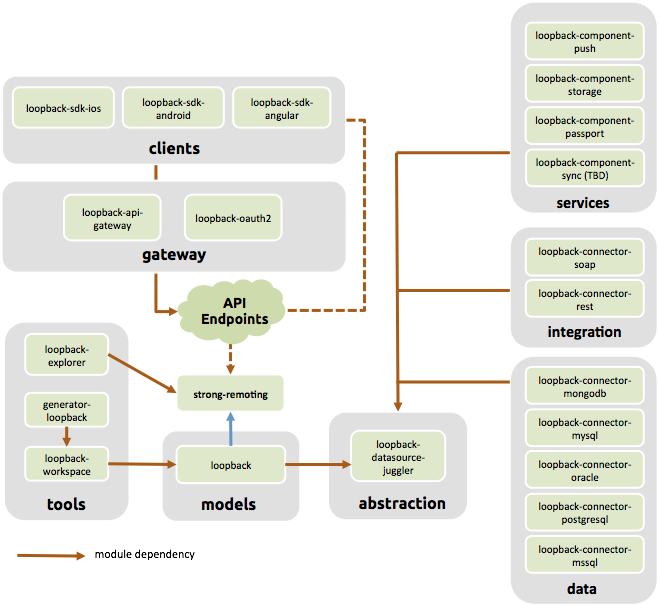 loopback-sdk-ios
loopback-sdk-
android
loopback-sdk-
angular
clients
loopback-api-
gateway
loopback-oauth2
gateway
API
Endpoints
loopback-
explorer
generator-
loopback
loopback-
workspace
tools
strong-remoting
loopback
models
loopback-
datasource-
juggler
abstraction
module dependency
loopback-component-
push
loopback-component-
storage
loopback-component-
passport
loopback-component-
sync (TBD)
services
loopback-connector-
soap
loopback-connector-
rest
integration
loopback-connector-
mongodb
loopback-connector-
mysql
loopback-connector-
oracle
loopback-connector-
postgresql
loopback-connector-
mssql
data